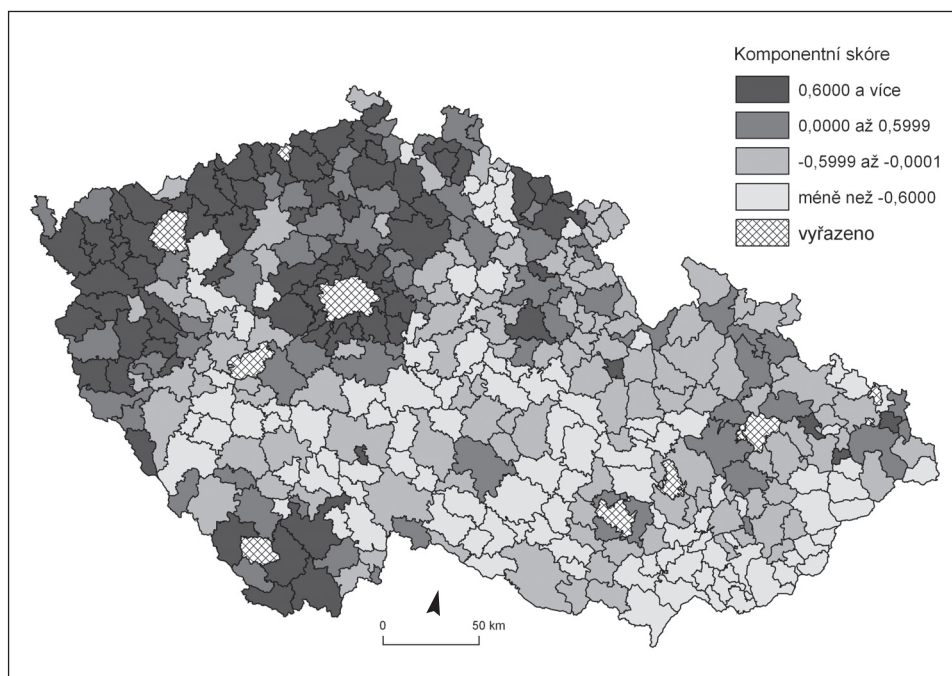 Komponentní skóre
0,6000 a více
0,0000 až 0,5999
-0,5999 až -0,0001
méně než -0,6000
vyřazeno
0 50 km